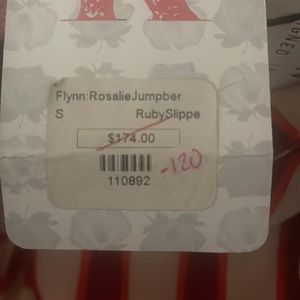 Flynn:RosalieJumpber
S RubySlippe
$174.00
-120
110892